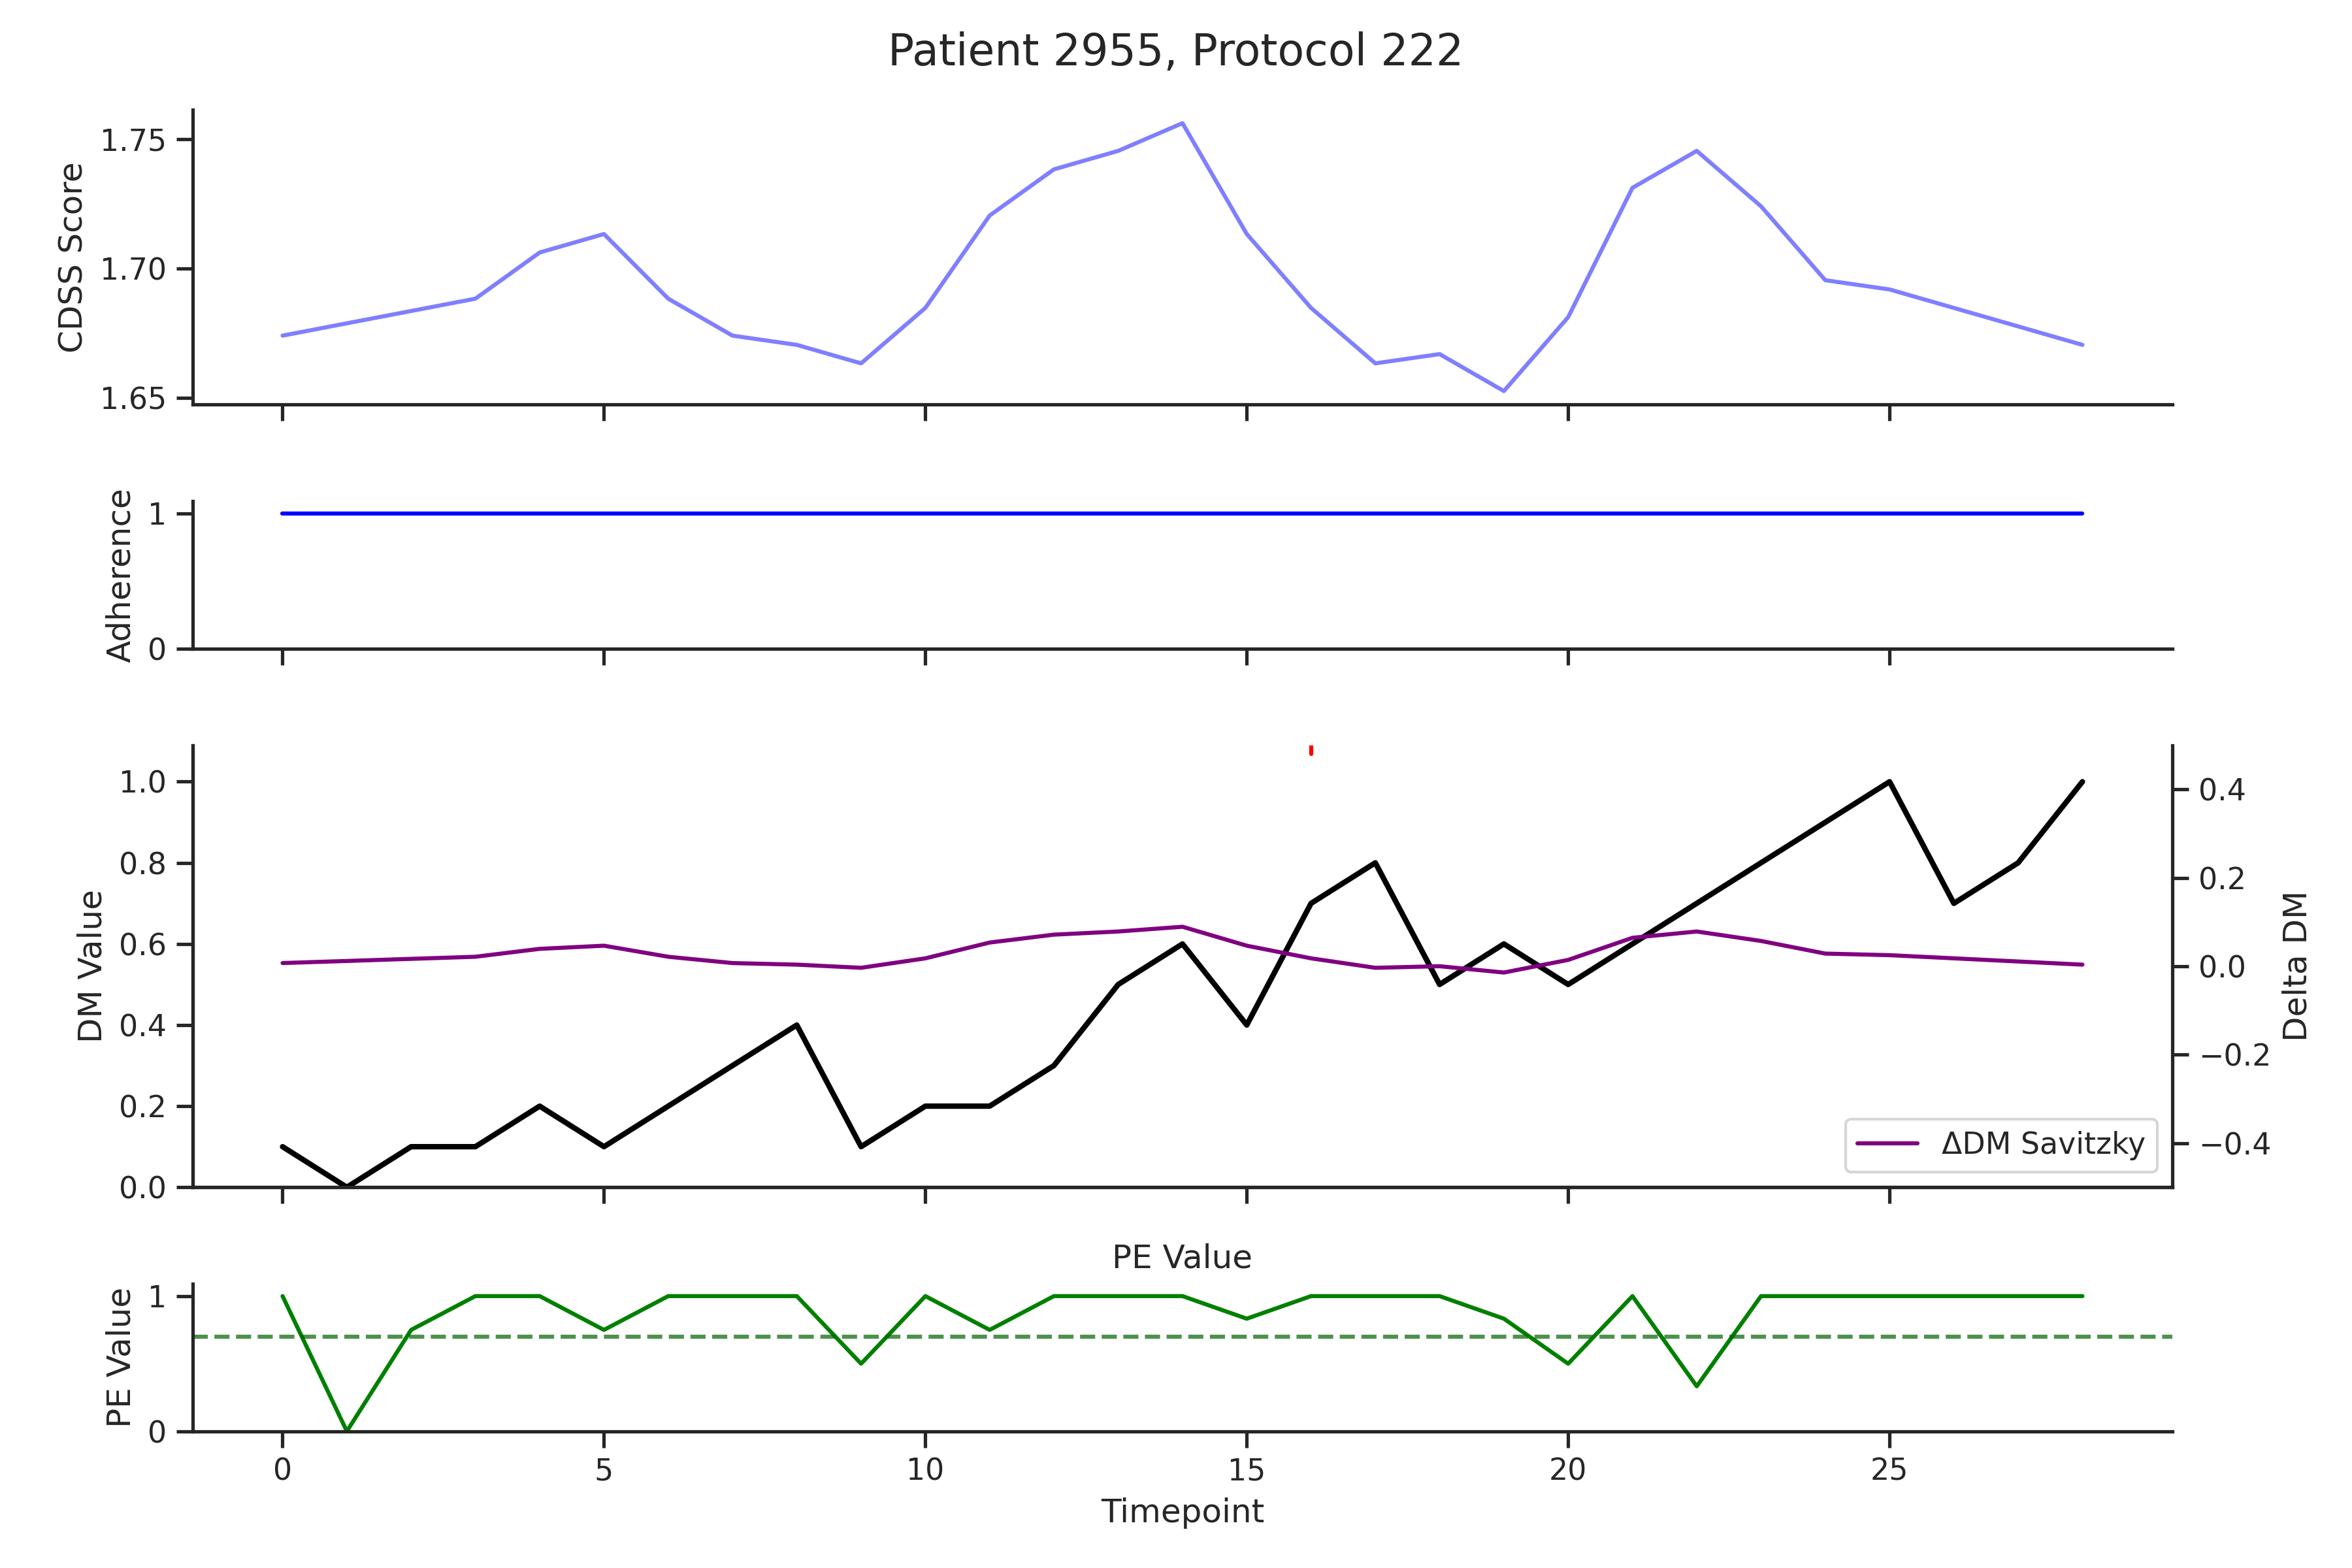 Patient 2955, Protocol 222
CDSS Score
1.75
1.70
1.65
Adherence
1
0
DM Value
1.0
0.8
0.6
0.4
0.2
0.0
Delta DM
0.4
0.2
0.0
−0.2
−0.4
ΔDM Savitzky
PE Value
PE Value
1
0
0 5 10 15 20 25
Timepoint